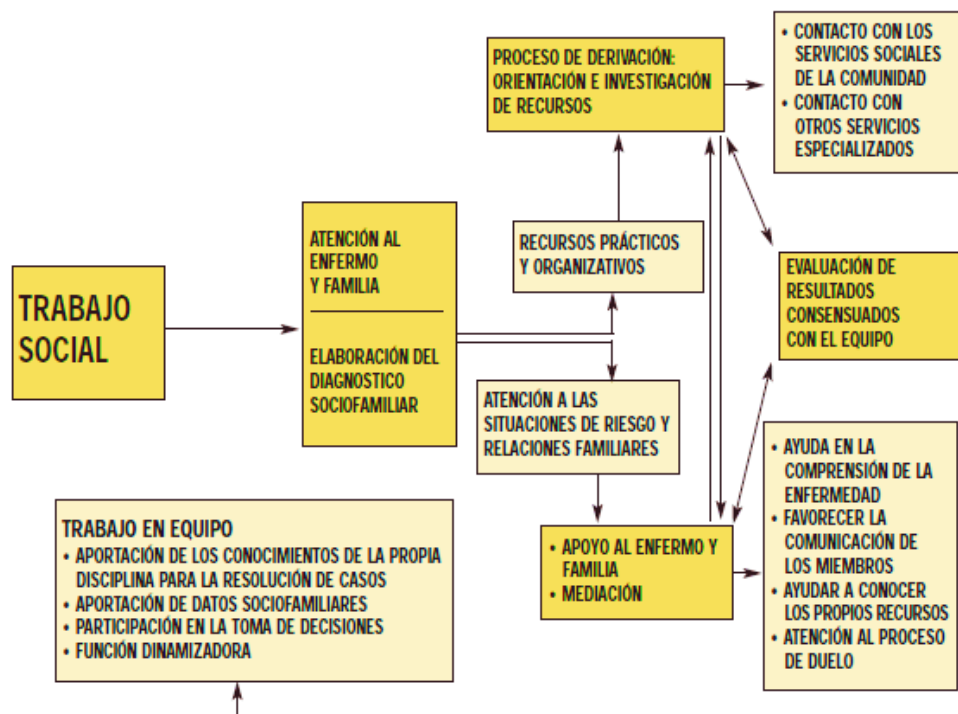 TRABAJO
SOCIAL
ATENCIÓN AL
ENFERMO
Y FAMILIA
ELABORACIÓN DEL
DIAGNOSTICO
SOCIOFAMILIAR
PROCESO DE DERIVACIÓN:
ORIENTACIÓN E INVESTIGACIÓN
DE RECURSOS
• CONTACTO CON LOS
SERVICIOS SOCIALES
DE LA COMUNIDAD
• CONTACTO CON
OTROS SERVICIOS
ESPECIALIZADOS
RECURSOS PRÁCTICOS
Y ORGANIZATIVOS
EVALUACIÓN DE
RESULTADOS
CONSENSUADOS
CON EL EQUIPO
ATENCIÓN A LAS
SITUACIONES DE RIESGO Y
RELACIONES FAMILIARES
• APOYO AL ENFERMO Y
FAMILIA
• MEDIACIÓN
• AYUDA EN LA
COMPRENSIÓN DE LA
ENFERMEDAD
• FAVORECER LA
COMUNICACIÓN DE
LOS MIEMBROS
• AYUDAR A CONOCER
LOS PROPIOS RECURSOS
• ATENCIÓN AL PROCESO
DE DUELO
TRABAJO EN EQUIPO
• APORTACIÓN DE LOS CONOCIMIENTOS DE LA PROPIA
DISCIPLINA PARA LA RESOLUCIÓN DE CASOS
• APORTACIÓN DE DATOS SOCIOFAMILIARES
• PARTICIPACIÓN EN LA TOMA DE DECISIONES
• FUNCIÓN DINAMIZADORA